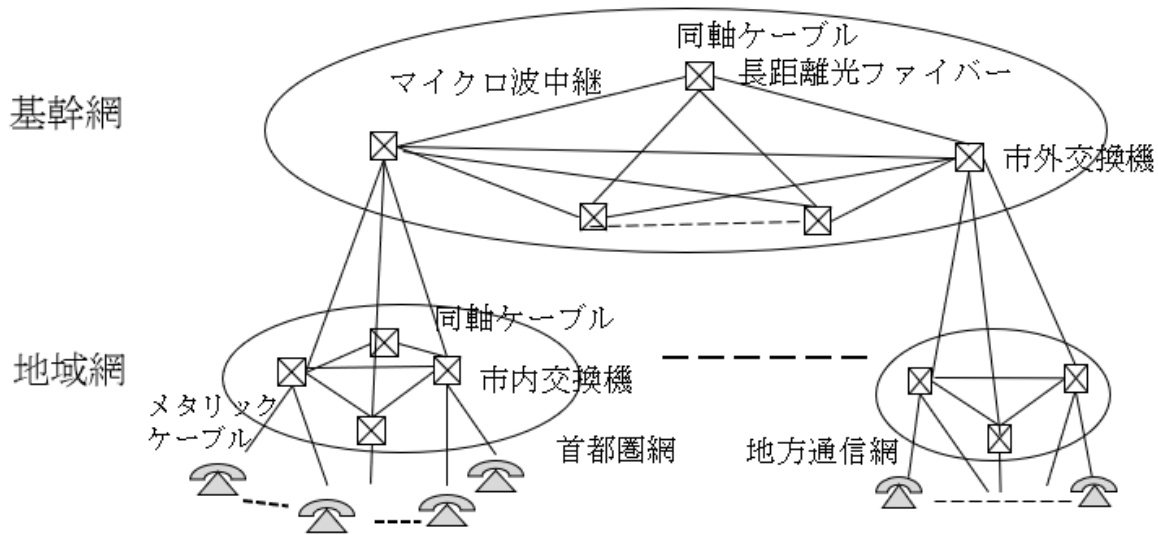 同軸ケーブル
マイクロ波中継
長距離光ファイバー
基幹網
市外交換機
同軸ケーブル
地域網
市内交換機
メタリック
ケーブル
首都圏網
地方通信網